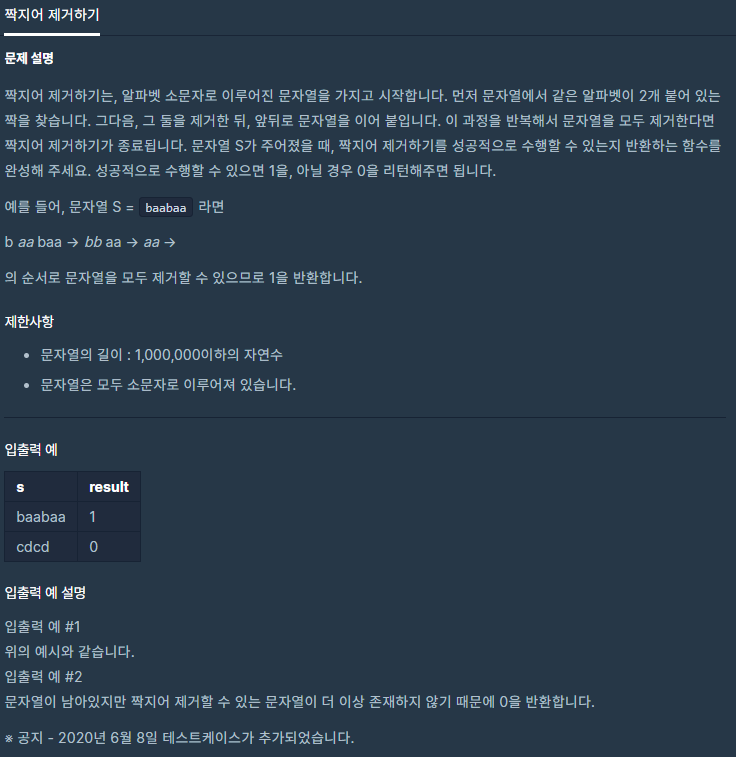 짝지어 제거하기
문제 설명
짝지어 제거하기는, 알파벳 소문자로 이루어진 문자열을 가지고 시작합니다. 먼저 문자열에서 같은 알파벳이 2개 붙어 있는
짝을 찾습니다. 그다음, 그 둘을 제거한 뒤, 앞뒤로 문자열을 이어 붙입니다. 이 과정을 반복해서 문자열을 모두 제거한다면
짝지어 제거하기가 종료됩니다. 문자열 S가 주어졌을 때, 짝지어 제거하기를 성공적으로 수행할 수 있는지 반환하는 함수를
완성해 주세요. 성공적으로 수행할 수 있으면 1을, 아닐 경우 0을 리턴해주면 됩니다.
예를 들어, 문자열 S = baabaa 라면
b aa baa → bb aa → aa →
의 순서로 문자열을 모두 제거할 수 있으므로 1을 반환합니다.
제한사항
• 문자열의 길이 : 1,000,000이하의 자연수
• 문자열은 모두 소문자로 이루어져 있습니다.
입출력 예
s result
baabaa 1
cdcd 0
입출력 예 설명
입출력 예 #1
위의 예시와 같습니다.
입출력 예 #2
문자열이 남아있지만 짝지어 제거할 수 있는 문자열이 더 이상 존재하지 않기 때문에 0을 반환합니다.
※ 공지 - 2020년 6월 8일 테스트케이스가 추가되었습니다.